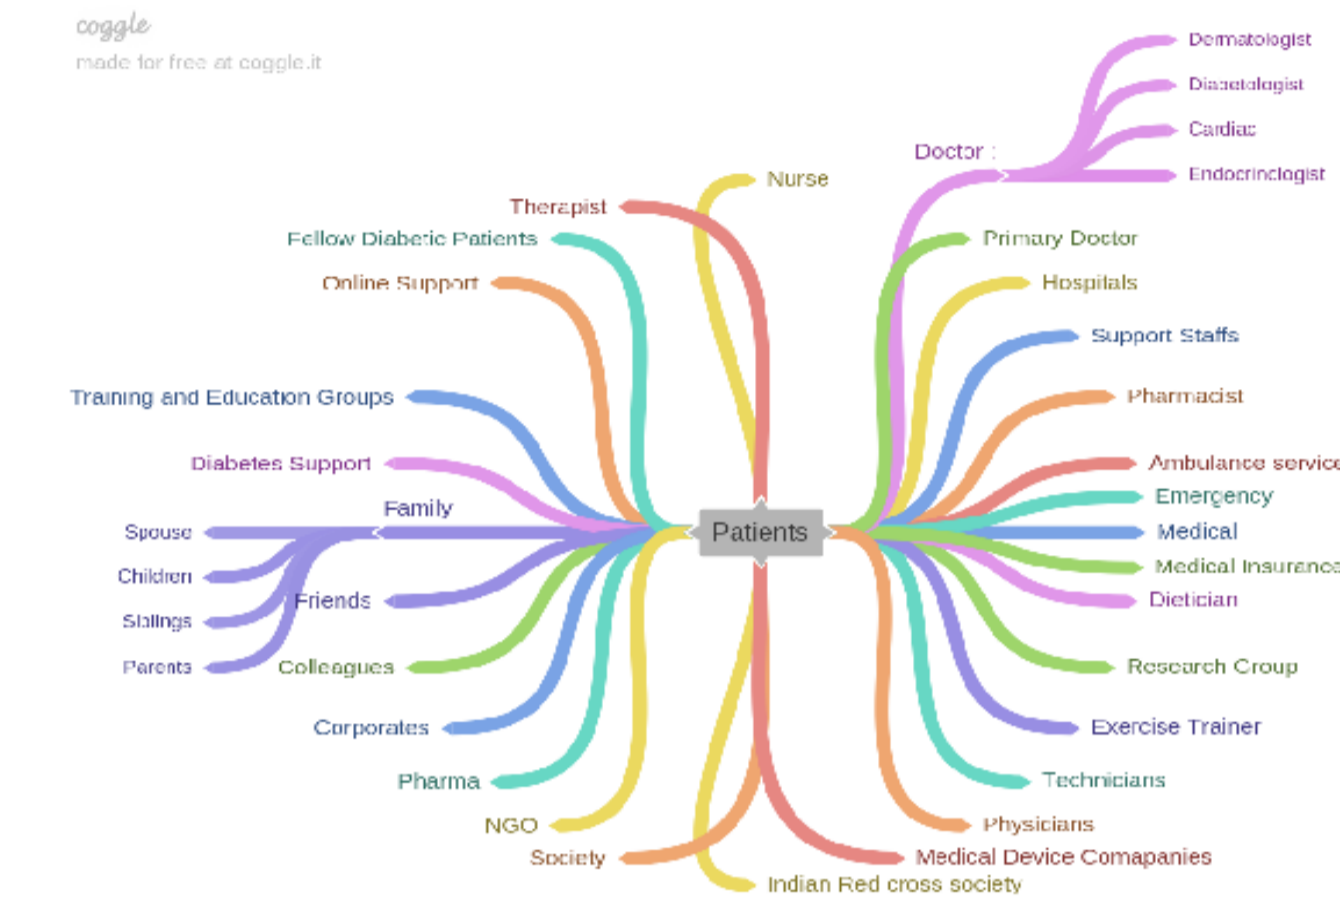 coggle
made for free at coggle.it
Dermatologist
Diabetologist
Cardiac
Doctor :
Endocrinologist
Nurse
Therapist
Fellow Diabetic Patients
Primary Doctor
Online Support
Hospitals
Support Staffs
Training and Education Groups
Pharmacist
Diabetes Support
Ambulance service
Emergency
Family
Spouse
Patients
Medical
Medical Insurance
Children
Friends
Dietician
Siblings
Parents
Colleagues
Research Group
Corporates
Exercise Trainer
Pharma
Technicians
NGO
Physicians
Society
Medical Device Comapanies
Indian Red cross society